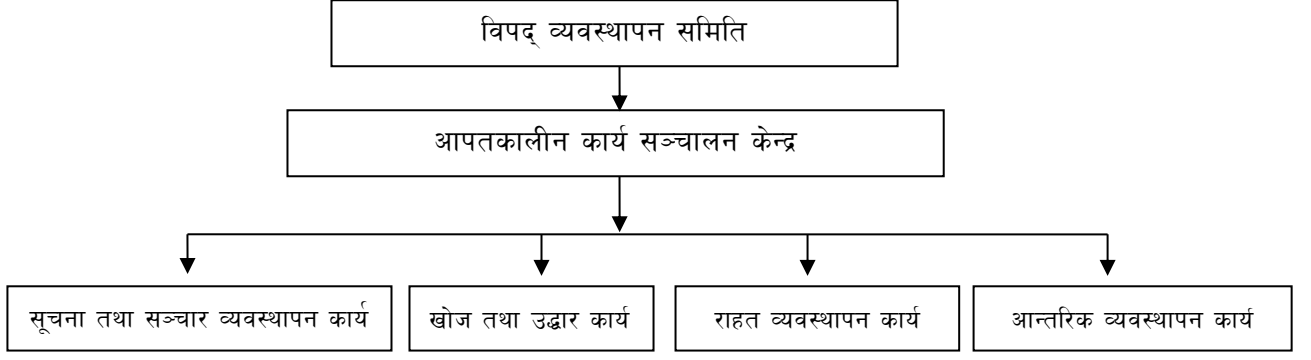 विपद् व्यवस्थापन समिति
आपतकालीन कार्य सञ्चालन केन्द्र
सूचना तथा सञ्चार व्यवस्थापन कार्य
खोज तथा उद्धार कार्य
राहत व्यवस्थापन कार्य
आन्तरिक व्यवस्थापन कार्य